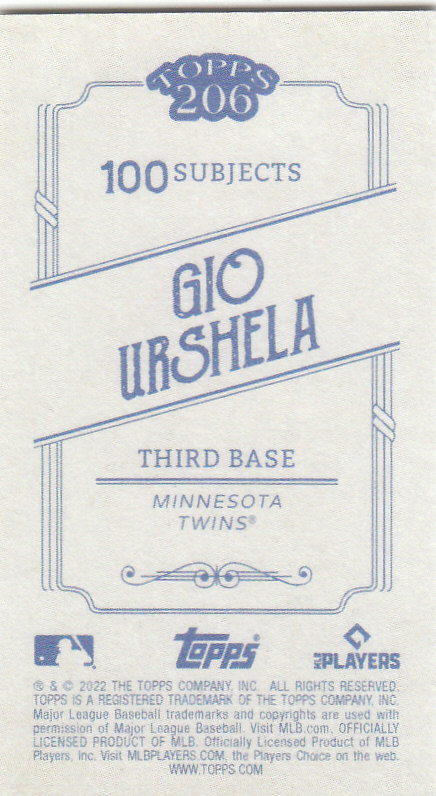 TOPPS
206
100 SUBJECTS
GIO
URSHELA
THIRD BASE
MINNESOTA
TWINS®
topps®
MLB PLAYERS
® & © 2022 THE TOPPS COMPANY, INC. ALL RIGHTS RESERVED.
TOPPS IS A REGISTERED TRADEMARK OF THE TOPPS COMPANY, INC.
Major League Baseball trademarks and copyrights are used with
permission of Major League Baseball. Visit MLB.com. OFFICIALLY
LICENSED PRODUCT OF MLB. Officially Licensed Product of MLB
Players, Inc. Visit MLBPLAYERS.COM, the Players Choice on the web.
WWW.TOPPS.COM